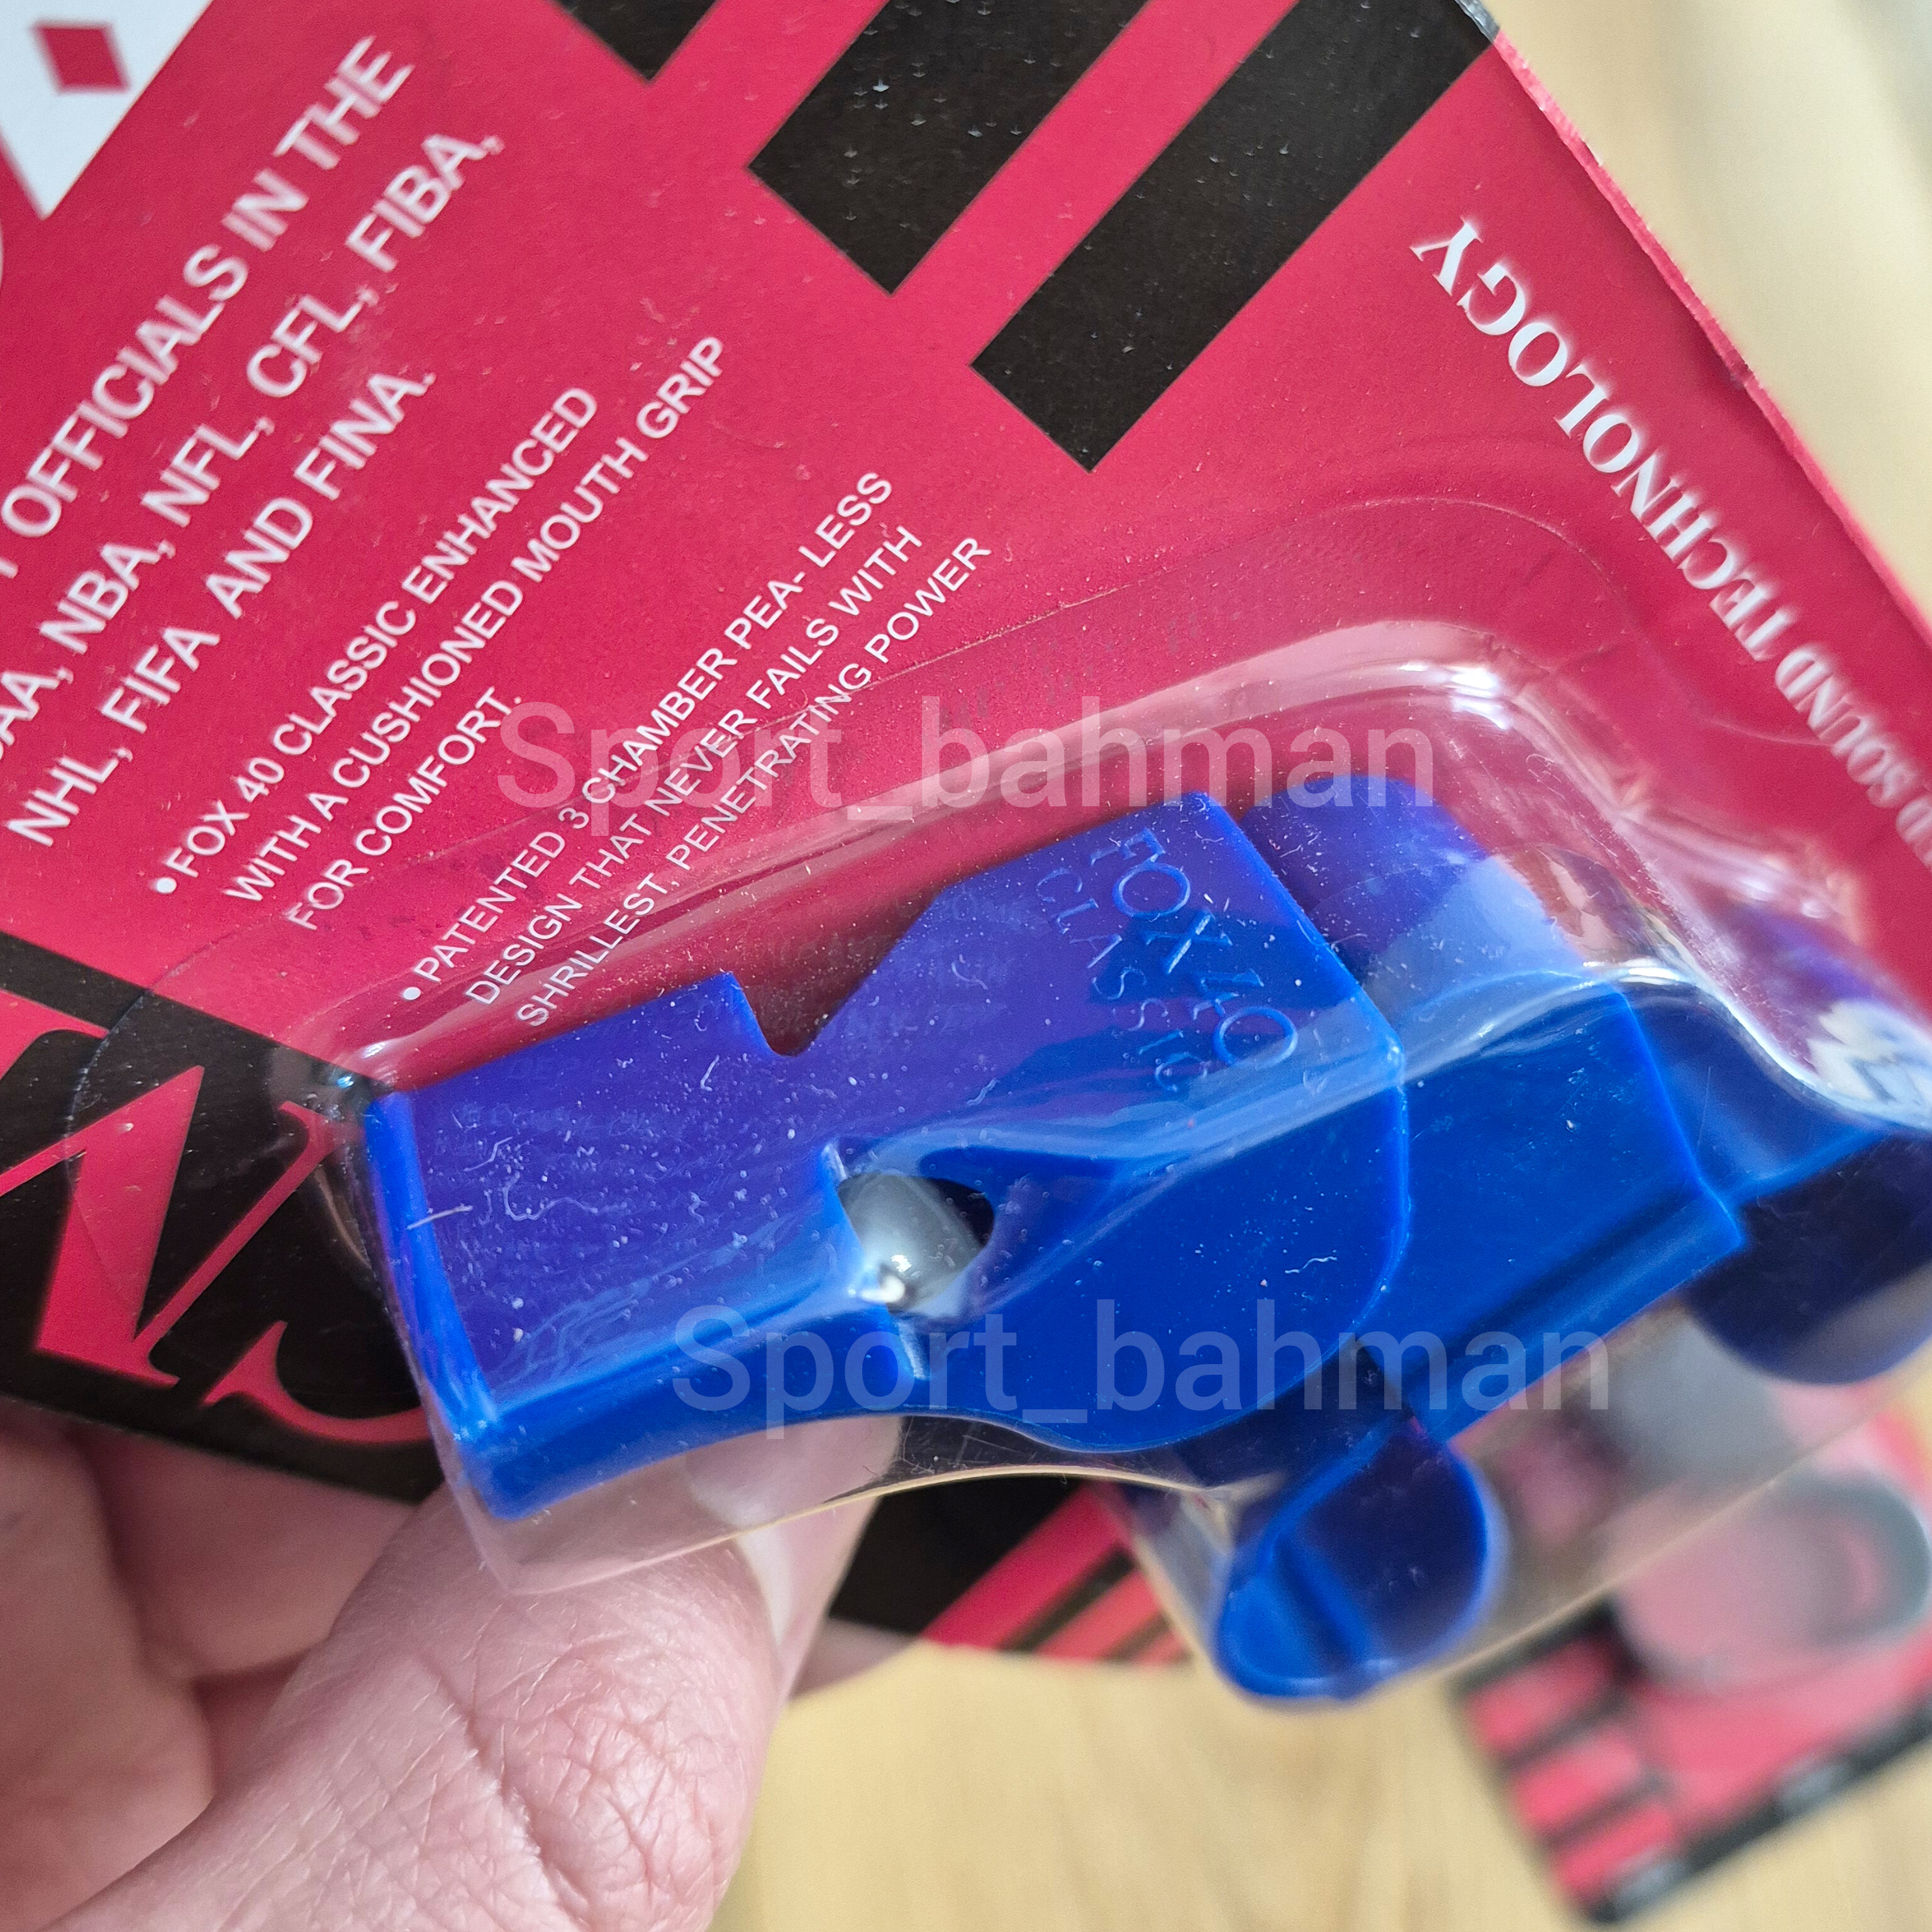 OFFICIALS IN THE
NBA, NFL, CFL, FIBA,
NHL, FIFA AND FINA.
• FOX 40 CLASSIC ENHANCED
WITH A CUSHIONED MOUTH GRIP
FOR COMFORT.
• PATENTED 3 CHAMBER PEA- LESS
DESIGN THAT NEVER FAILS WITH
SHRILLEST, PENETRATING POWER
SOUND TECHNOLOGY
FOX 40
CLASSIC
Sport_bahman
Sport_bahman